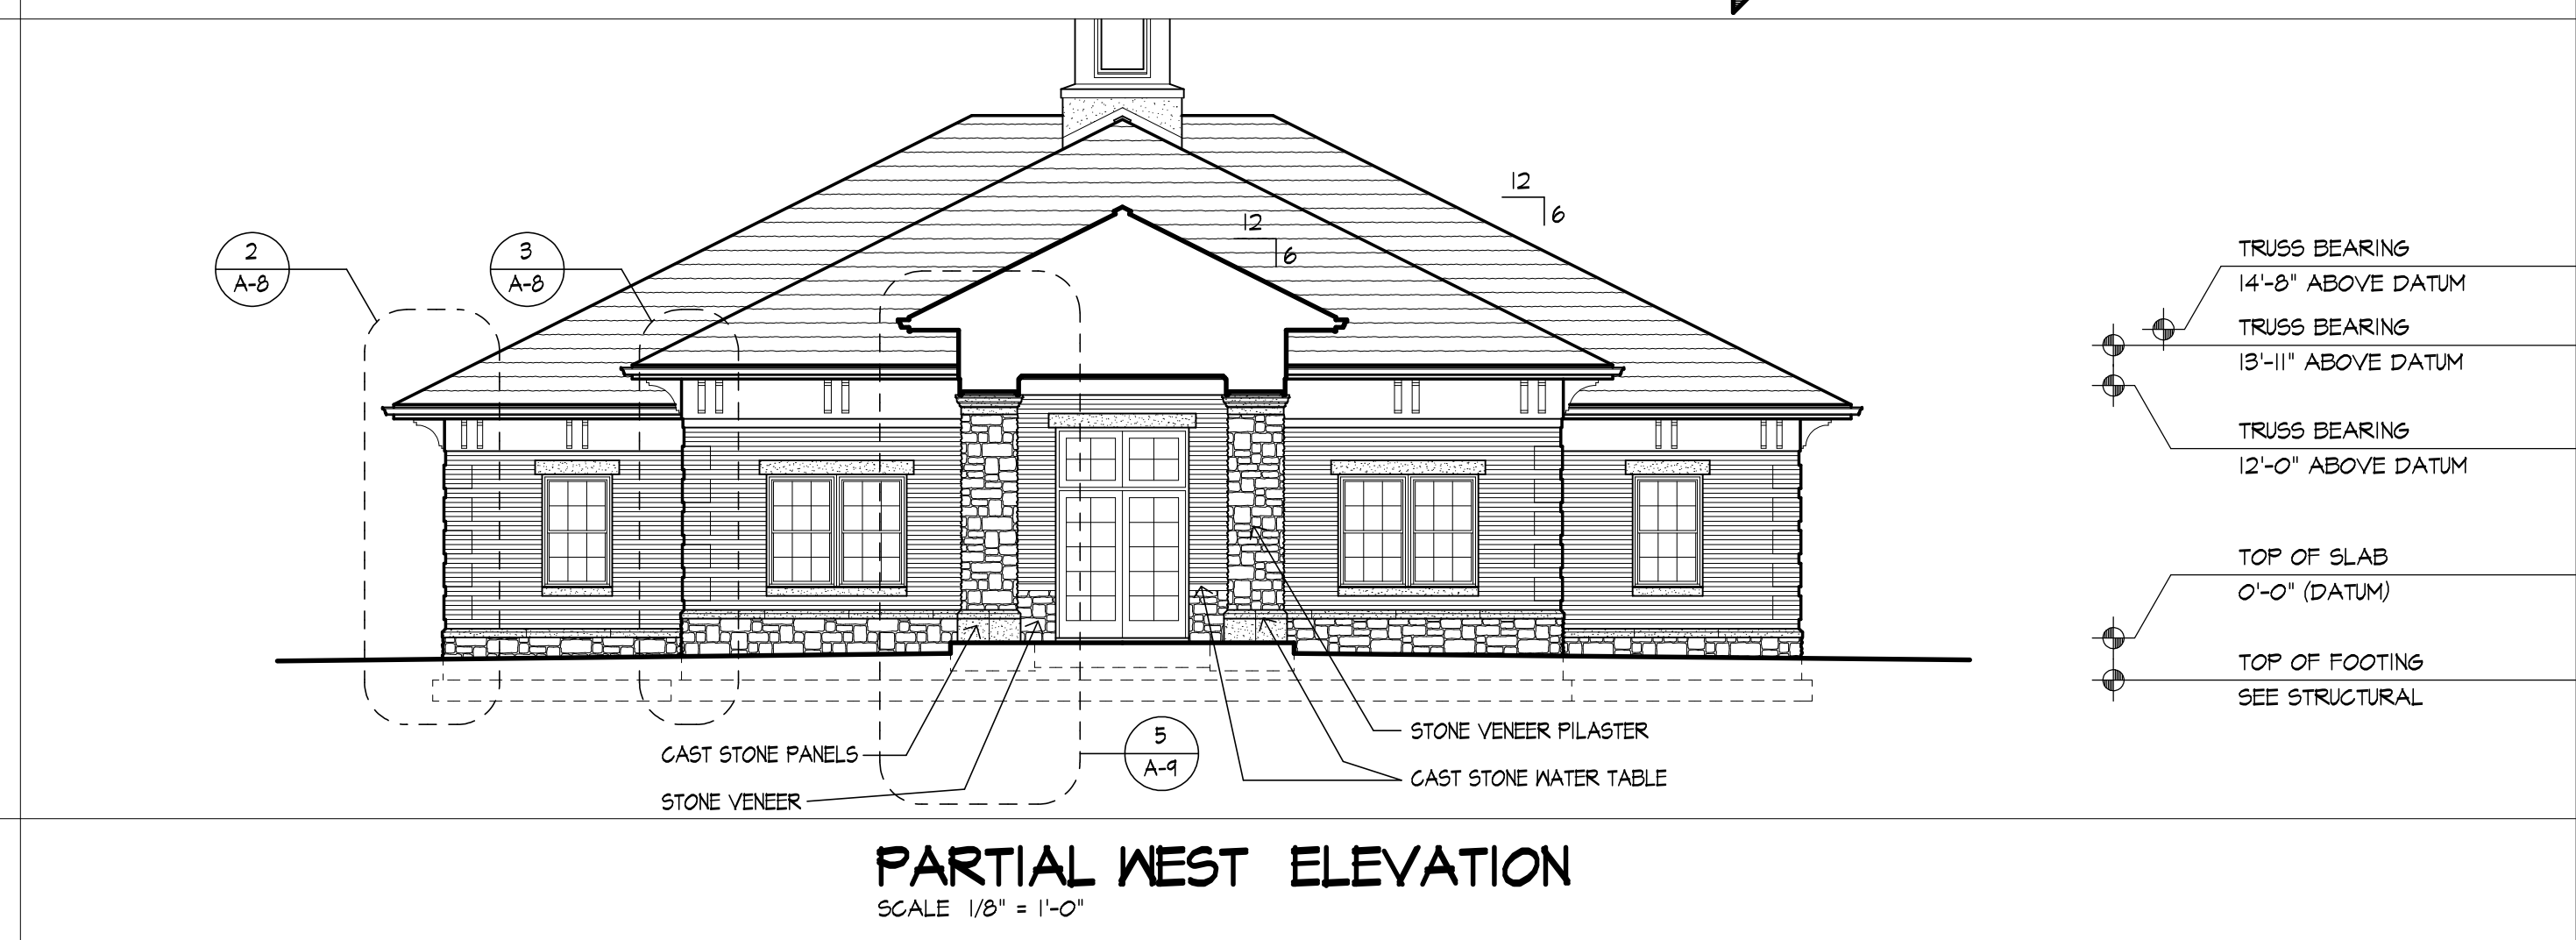 12
6
12
6
2
A-8
3
A-8
TRUSS BEARING
14'-8" ABOVE DATUM
TRUSS BEARING
13'-11" ABOVE DATUM
TRUSS BEARING
12'-0" ABOVE DATUM
TOP OF SLAB
0'-0" (DATUM)
TOP OF FOOTING
SEE STRUCTURAL
STONE VENEER PILASTER
5
A-9
CAST STONE PANELS
CAST STONE WATER TABLE
STONE VENEER
PARTIAL WEST ELEVATION
SCALE 1/8" = 1'-0"